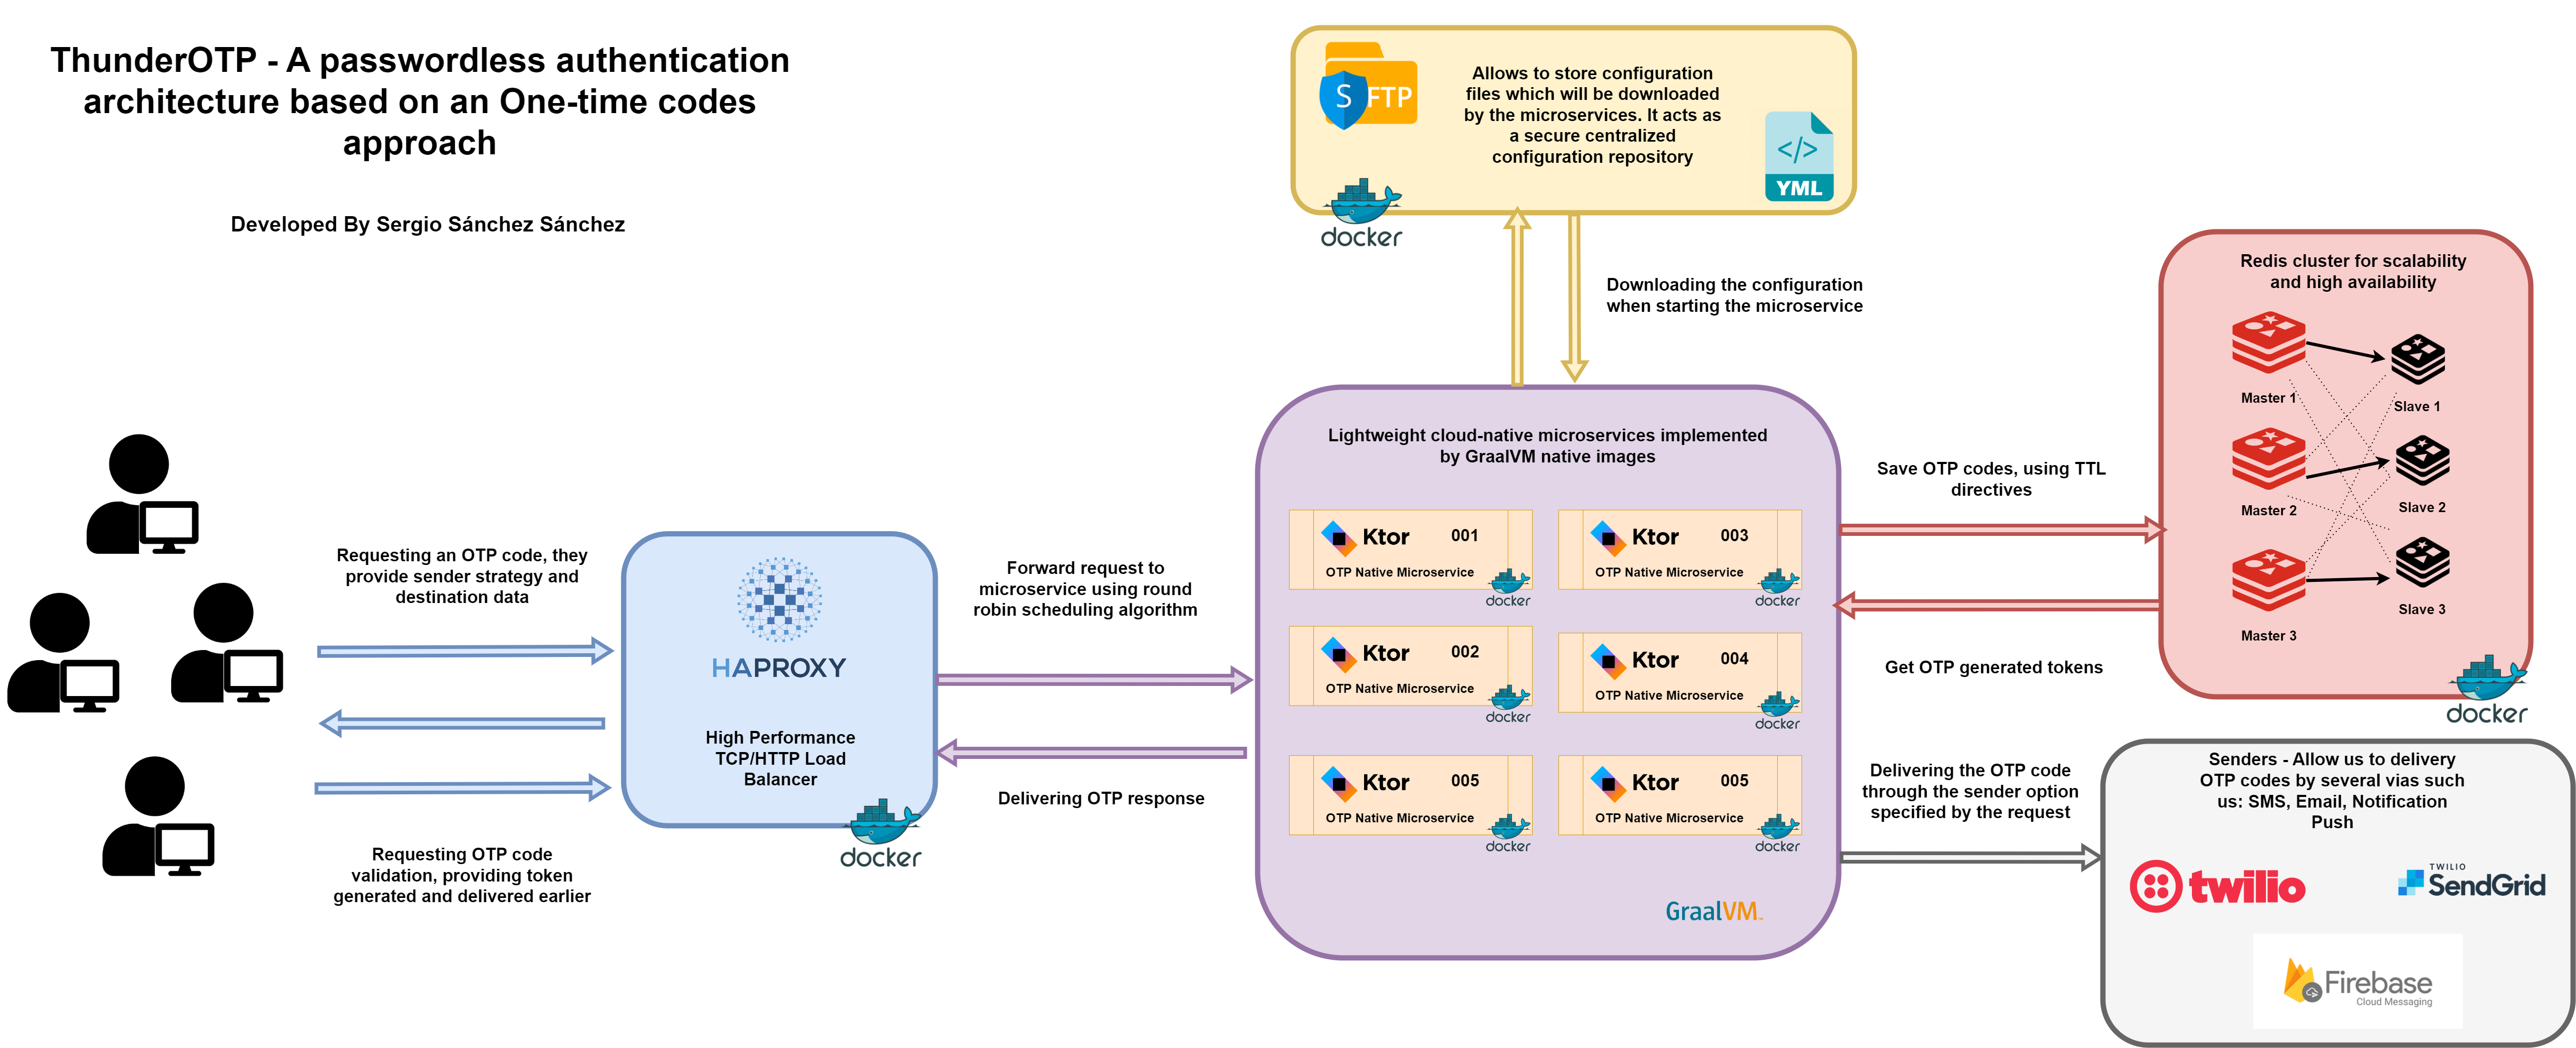 ThunderOTP - A passwordless authentication
architecture based on an One-time codes
approach
Developed By Sergio Sánchez Sánchez
S
FTP
Allows to store configuration
files which will be downloaded
by the microservices. It acts as
a secure centralized
configuration repository
</>
YML
docker
Downloading the configuration
when starting the microservice
Requesting an OTP code, they
provide sender strategy and
destination data
Requesting OTP code
validation, providing token
generated and delivered earlier
HAPROXY
High Performance
TCP/HTTP Load
Balancer
docker
Forward request to
microservice using round
robin scheduling algorithm
Delivering OTP response
Lightweight cloud-native microservices implemented
by GraalVM native images
Ktor 001
OTP Native Microservice
docker
Ktor 003
OTP Native Microservice
docker
Ktor 002
OTP Native Microservice
docker
Ktor 004
OTP Native Microservice
docker
Ktor 005
OTP Native Microservice
docker
Ktor 005
OTP Native Microservice
docker
GraalVM™
Save OTP codes, using TTL
directives
Get OTP generated tokens
Redis cluster for scalability
and high availability
Master 1
Slave 1
Master 2
Slave 2
Master 3
Slave 3
docker
Delivering the OTP code
through the sender option
specified by the request
Senders - Allow us to delivery
OTP codes by several vias such
us: SMS, Email, Notification
Push
twilio
TWILIO
SendGrid
Firebase
Cloud Messaging